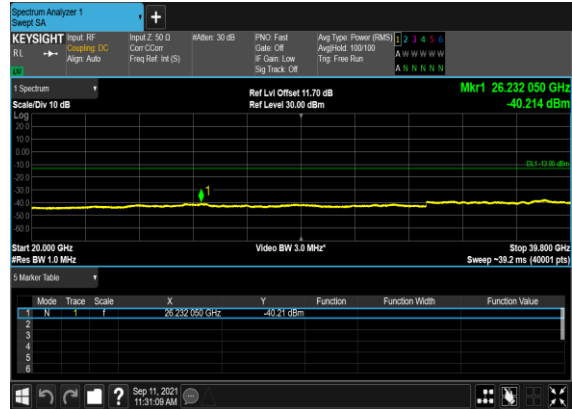 Spectrum Analyzer 1
Swept SA
+
KEYSIGHT Input: RF Input Z: 50 Ω #Atten: 30 dB PNO: Fast Avg Type: Power (RMS) 1 2 3 4 5 6
RL Coupling: DC Corr CCorr Gate: Off Avg|Hold: 100/100 A W W W W W
Align: Auto Freq Ref: Int (S) IF Gain: Low Trig: Free Run
Sig Track: Off A N N N N N
1 Spectrum Ref Lvl Offset 11.70 dB Mkr1 26.232 050 GHz
Scale/Div 10 dB Ref Level 30.00 dBm -40.214 dBm
Log
20.0
10.0
0.00
-10.0 DL1 -13.00 dBm
-20.0
-30.0 1
-40.0
-50.0
-60.0
Start 20.000 GHz Video BW 3.0 MHz* Stop 39.800 GHz
#Res BW 1.0 MHz Sweep ~39.2 ms (40001 pts)
5 Marker Table
Mode Trace Scale X Y Function Function Width Function Value
1 N 1 f 26.232 050 GHz -40.21 dBm
2
3
4
5
6
? Sep 11, 2021
11:31:09 AM